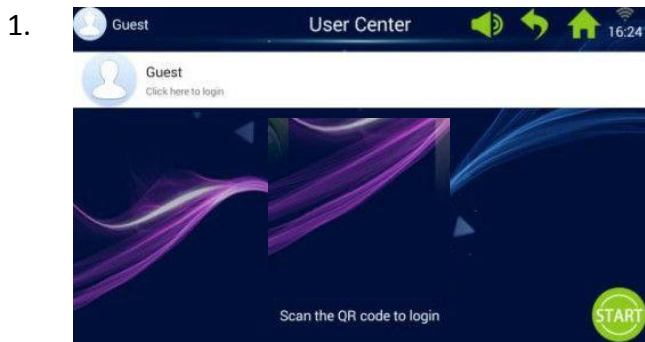 1.
Guest User Center 16:24
Guest
Click here to login
Scan the QR code to login
START